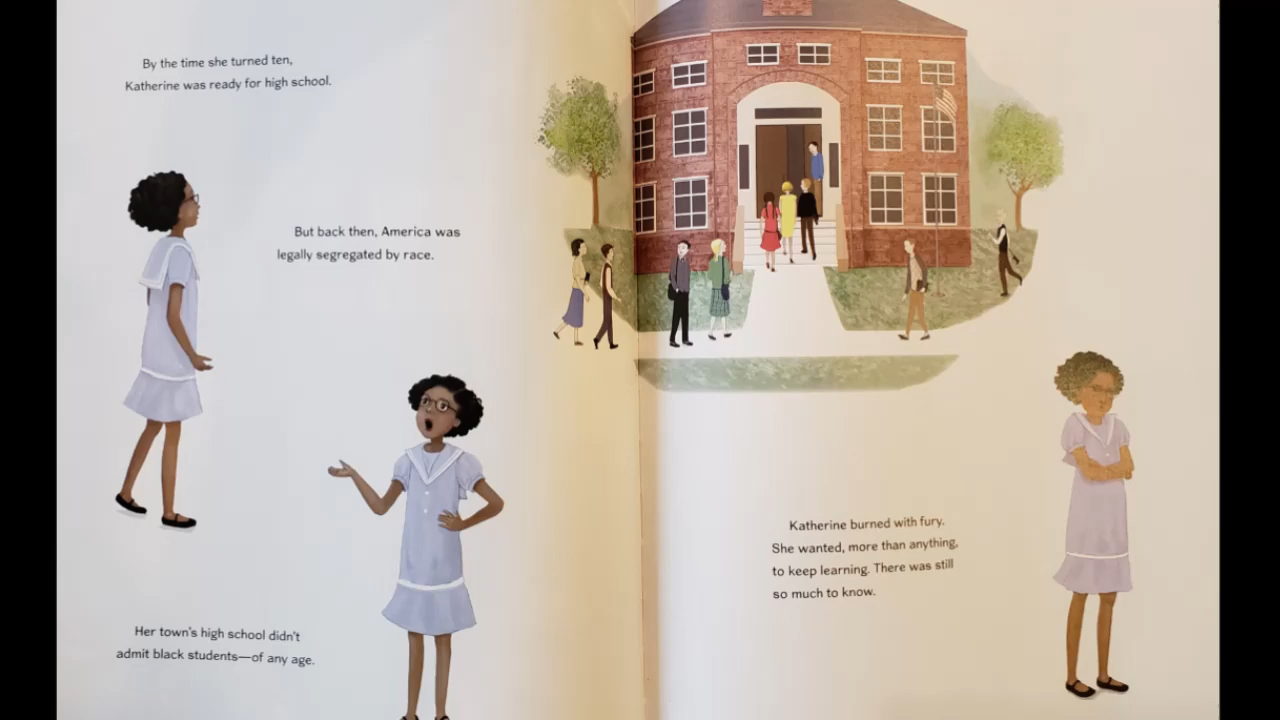 By the time she turned ten,
Katherine was ready for high school.
But back then, America was
legally segregated by race.
Her town's high school didn't
admit black students—of any age.
Katherine burned with fury.
She wanted, more than anything,
to keep learning. There was still
so much to know.